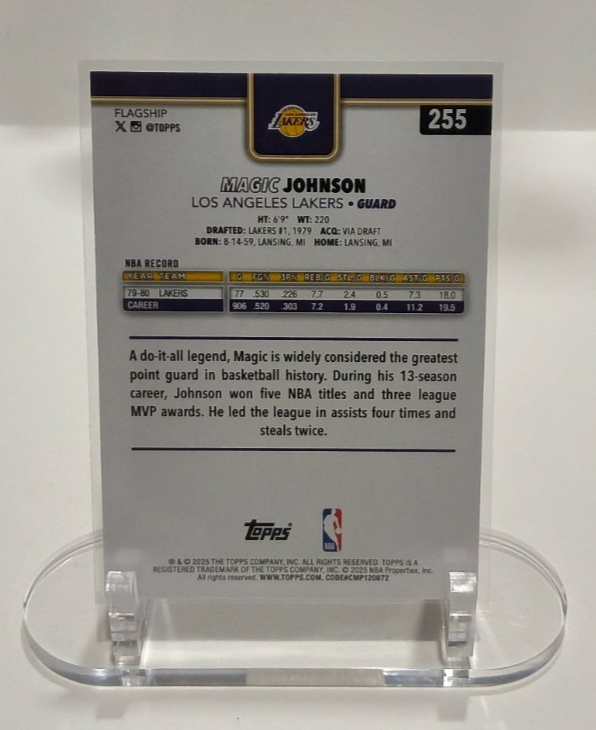 FLAGSHIP
X @TOPPS
LAKERS
255
MAGIC JOHNSON
LOS ANGELES LAKERS • GUARD
HT: 6'9" WT: 220
DRAFTED: LAKERS #1, 1979 ACQ: VIA DRAFT
BORN: 8-14-59, LANSING, MI HOME: LANSING, MI
NBA RECORD
YEAR TEAM G FG% 3P% REB/G STL/G BLK/G AST/G PTS/G
79-80 LAKERS 77 .530 .226 7.7 2.4 0.5 7.3 18.0
CAREER 906 .520 .303 7.2 1.9 0.4 11.2 19.5
A do-it-all legend, Magic is widely considered the greatest
point guard in basketball history. During his 13-season
career, Johnson won five NBA titles and three league
MVP awards. He led the league in assists four times and
steals twice.
topps®
NBA
® & © 2025 THE TOPPS COMPANY, INC. ALL RIGHTS RESERVED. TOPPS IS A
REGISTERED TRADEMARK OF THE TOPPS COMPANY, INC. © 2025 NBA Properties, Inc.
All rights reserved. WWW.TOPPS.COM. CODE#CMP120872